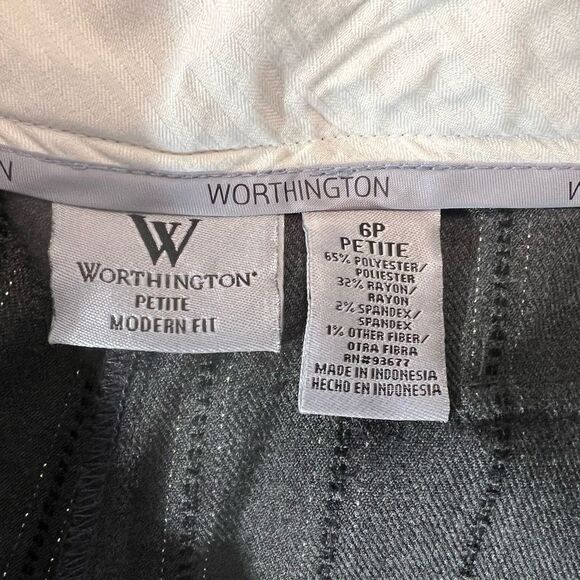 N
WORTHINGTON
W
W
WORTHINGTON®
PETITE
MODERN FIT
6P
PETITE
65% POLYESTER/
POLIESTER
32% RAYON/
RAYON
2% SPANDEX/
SPANDEX
1% OTHER FIBER/
OTRA FIBRA
RN#93677
MADE IN INDONESIA
HECHO EN INDONESIA